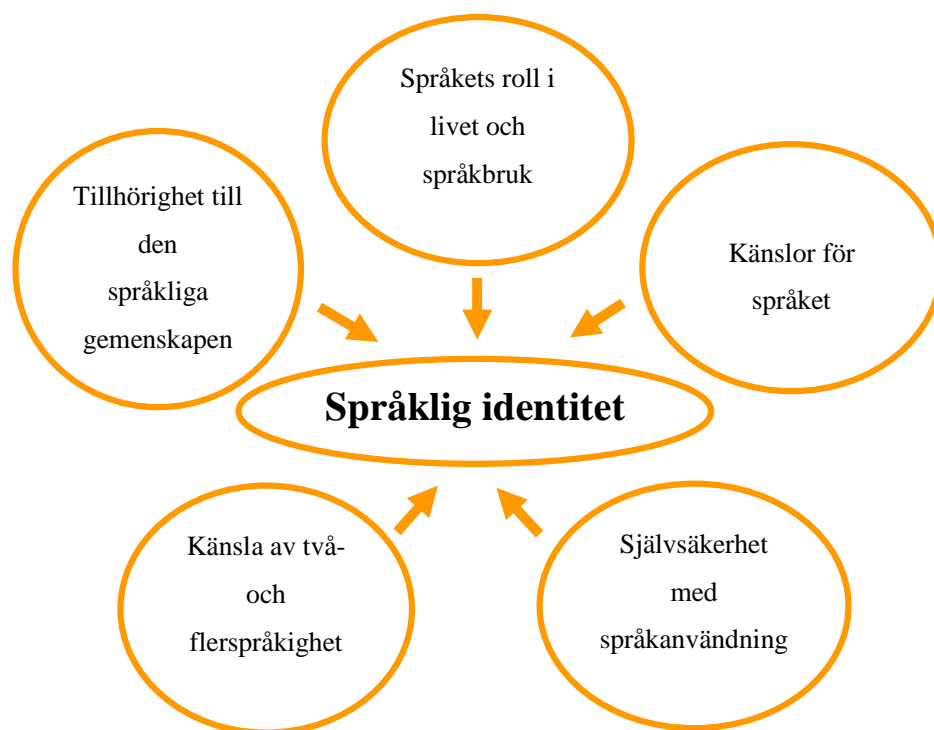 Språkets roll i
livet och
språkbruk
Tillhörighet till
den
språkliga
gemenskapen
Känslor för
språket
Språklig identitet
Känsla av två-
och
flerspråkighet
Självsäkerhet
med
språkanvändning